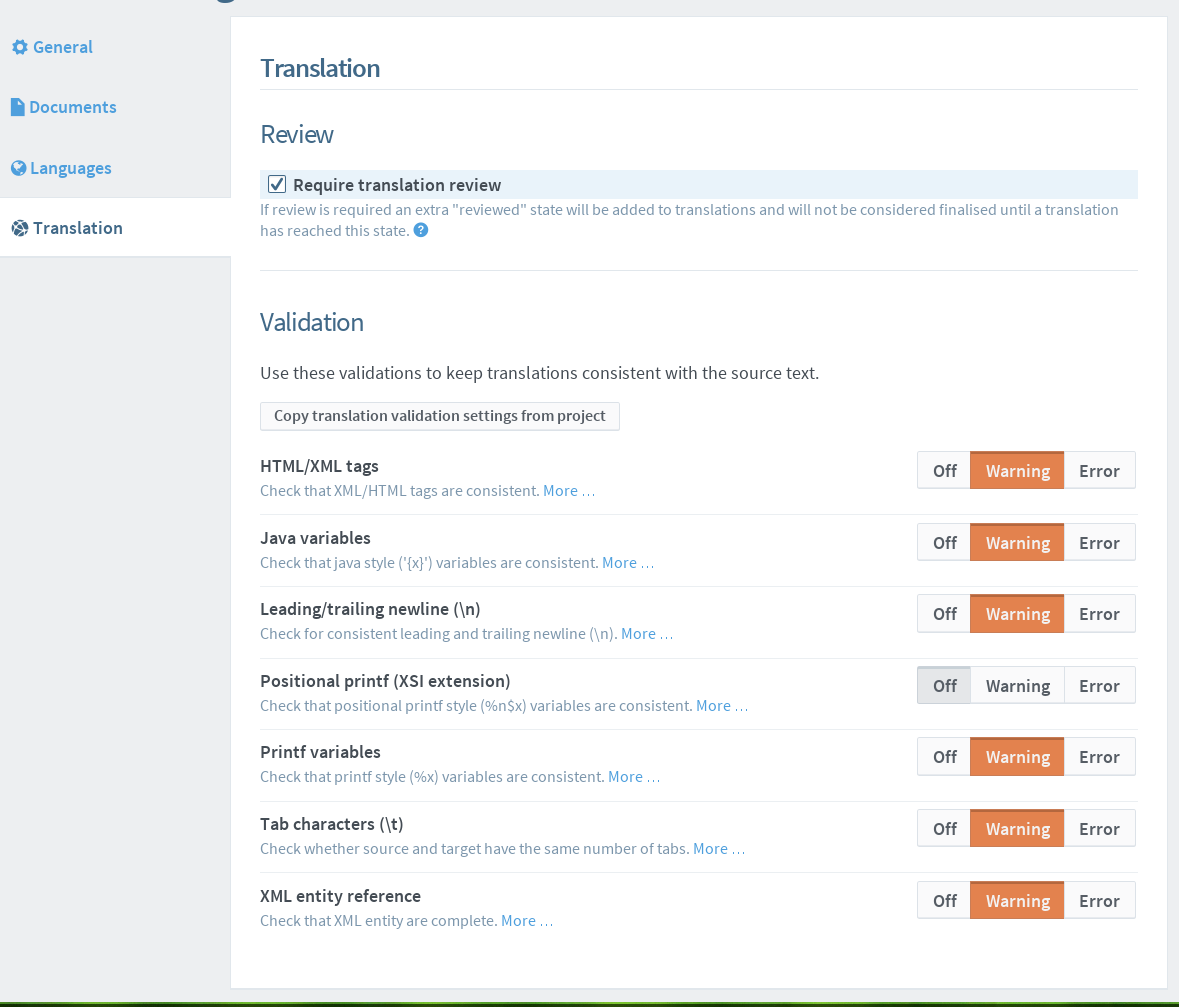 General
Documents
Languages
Translation
Translation
Review
Require translation review
If review is required an extra "reviewed" state will be added to translations and will not be considered finalised until a translation
has reached this state. ?
Validation
Use these validations to keep translations consistent with the source text.
Copy translation validation settings from project
HTML/XML tags
Check that XML/HTML tags are consistent. More …
Off Warning Error
Java variables
Check that java style ('{x}') variables are consistent. More …
Off Warning Error
Leading/trailing newline (\n)
Check for consistent leading and trailing newline (\n). More …
Off Warning Error
Positional printf (XSI extension)
Check that positional printf style (%n$x) variables are consistent. More …
Off Warning Error
Printf variables
Check that printf style (%x) variables are consistent. More …
Off Warning Error
Tab characters (\t)
Check whether source and target have the same number of tabs. More …
Off Warning Error
XML entity reference
Check that XML entity are complete. More …
Off Warning Error